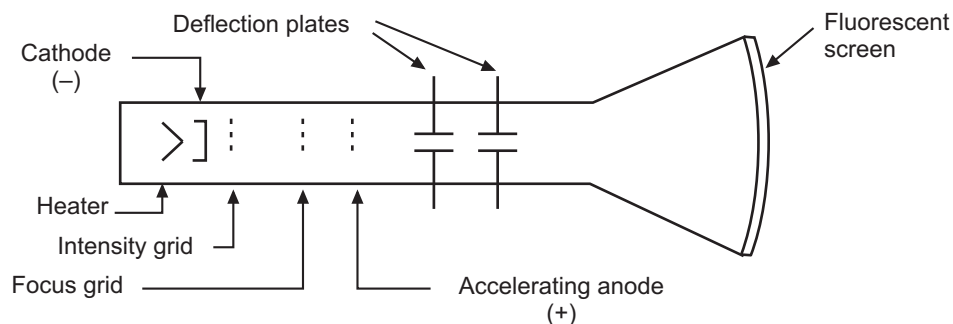 Deflection plates
Fluorescent
screen
Cathode
(–)
Heater
Intensity grid
Focus grid
Accelerating anode
(+)